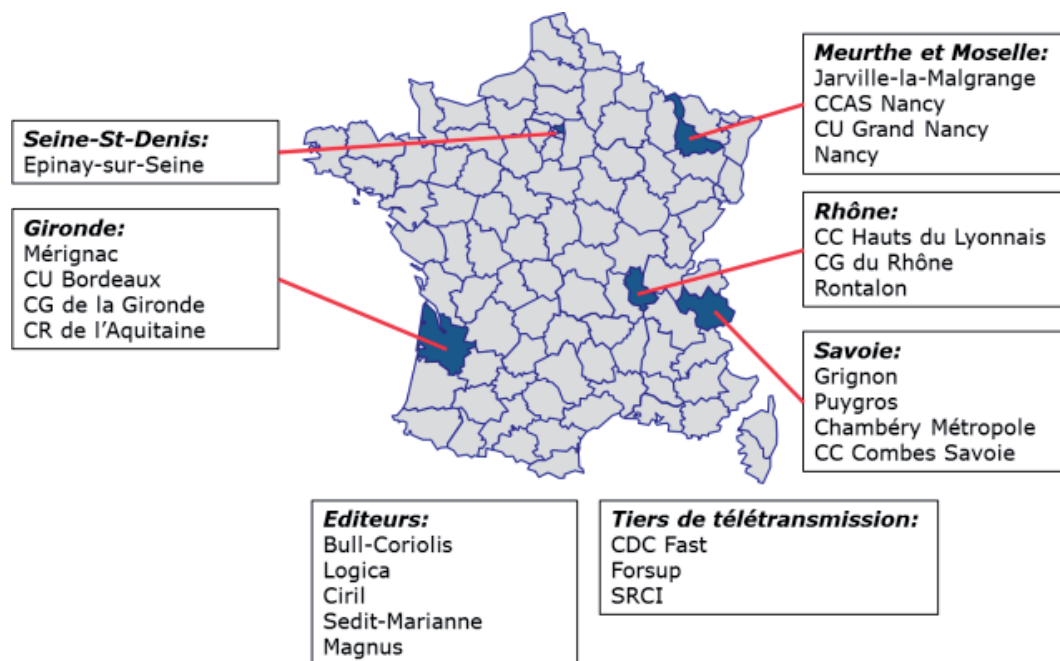 Seine-St-Denis:
Epinay-sur-Seine
Gironde:
Mérignac
CU Bordeaux
CG de la Gironde
CR de l'Aquitaine
Meurthe et Moselle:
Jarville-la-Malgrange
CCAS Nancy
CU Grand Nancy
Nancy
Rhône:
CC Hauts du Lyonnais
CG du Rhône
Rontalon
Savoie:
Grignon
Puygros
Chambéry Métropole
CC Combes Savoie
Editeurs:
Bull-Coriolis
Logica
Ciril
Sedit-Marianne
Magnus
Tiers de télétransmission:
CDC Fast
Forsup
SRCI